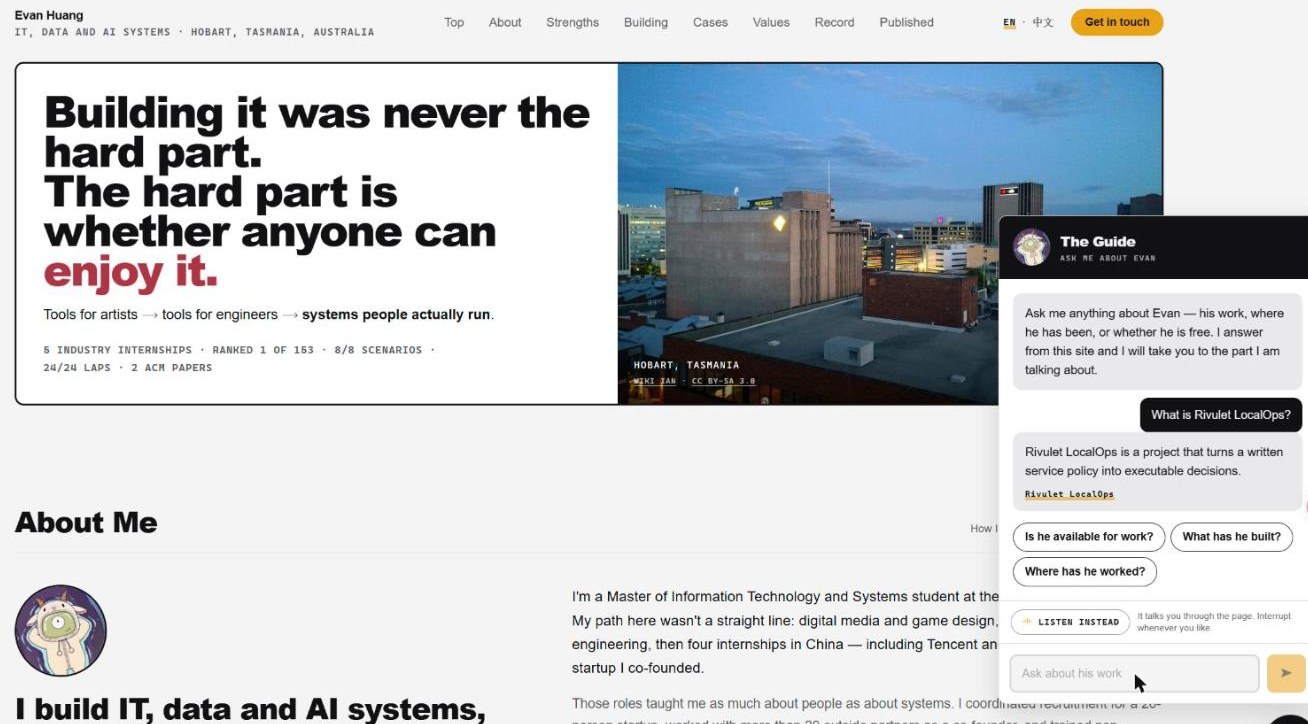 Evan Huang
IT, DATA AND AI SYSTEMS · HOBART, TASMANIA, AUSTRALIA
Top About Strengths Building Cases Values Record Published
EN · 中文
Get in touch
Building it was never the
hard part.
The hard part is
whether anyone can
enjoy it.
Tools for artists → tools for engineers → systems people actually run.
5 INDUSTRY INTERNSHIPS · RANKED 1 OF 153 · 8/8 SCENARIOS ·
24/24 LAPS · 2 ACM PAPERS
HOBART, TASMANIA
WIKI IAN · CC BY-SA 3.0
About Me
How I
I'm a Master of Information Technology and Systems student at the
My path here wasn't a straight line: digital media and game design,
engineering, then four internships in China — including Tencent an
startup I co-founded.
Those roles taught me as much about people as about systems. I coordinated recruitment for a 20-
I build IT, data and AI systems,
The Guide
ASK ME ABOUT EVAN
Ask me anything about Evan — his work, where
he has been, or whether he is free. I answer
from this site and I will take you to the part I am
talking about.
What is Rivulet LocalOps?
Rivulet LocalOps is a project that turns a written
service policy into executable decisions.
Rivulet LocalOps
Is he available for work?
What has he built?
Where has he worked?
LISTEN INSTEAD
It talks you through the page. Interrupt
whenever you like.
Ask about his work